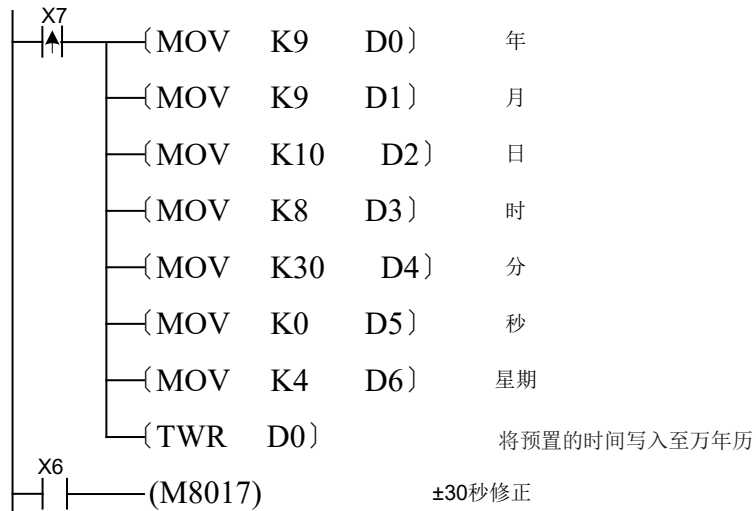 X7
〔MOV K9 D0〕 年
〔MOV K9 D1〕 月
〔MOV K10 D2〕 日
〔MOV K8 D3〕 时
〔MOV K30 D4〕 分
〔MOV K0 D5〕 秒
〔MOV K4 D6〕 星期
〔TWR D0〕 将预置的时间写入至万年历
X6
(M8017) ±30秒修正